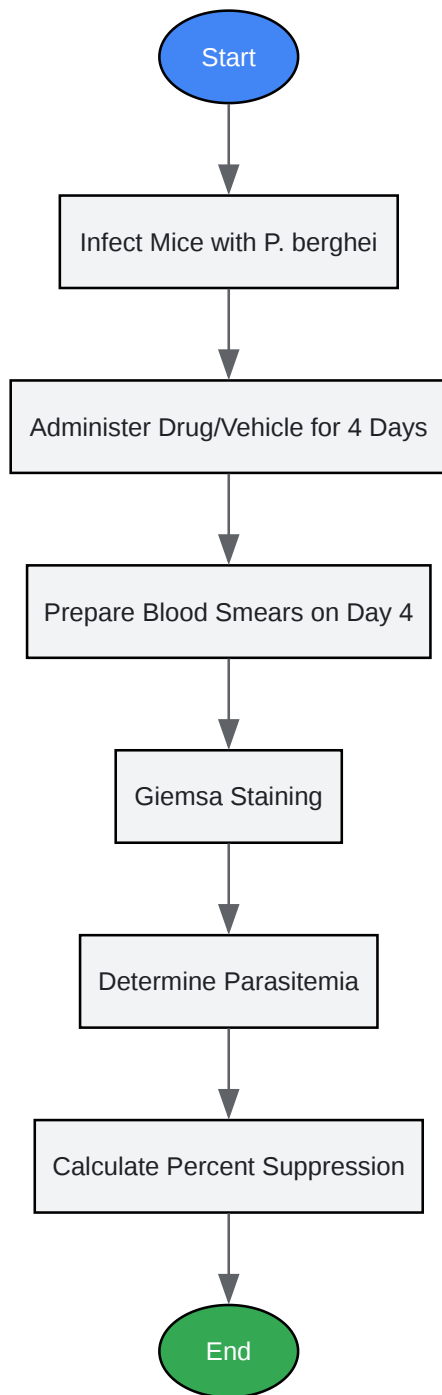 Start
Infect Mice with P. berghei
Administer Drug/Vehicle for 4 Days
Prepare Blood Smears on Day 4
Giemsa Staining
Determine Parasitemia
Calculate Percent Suppression
End